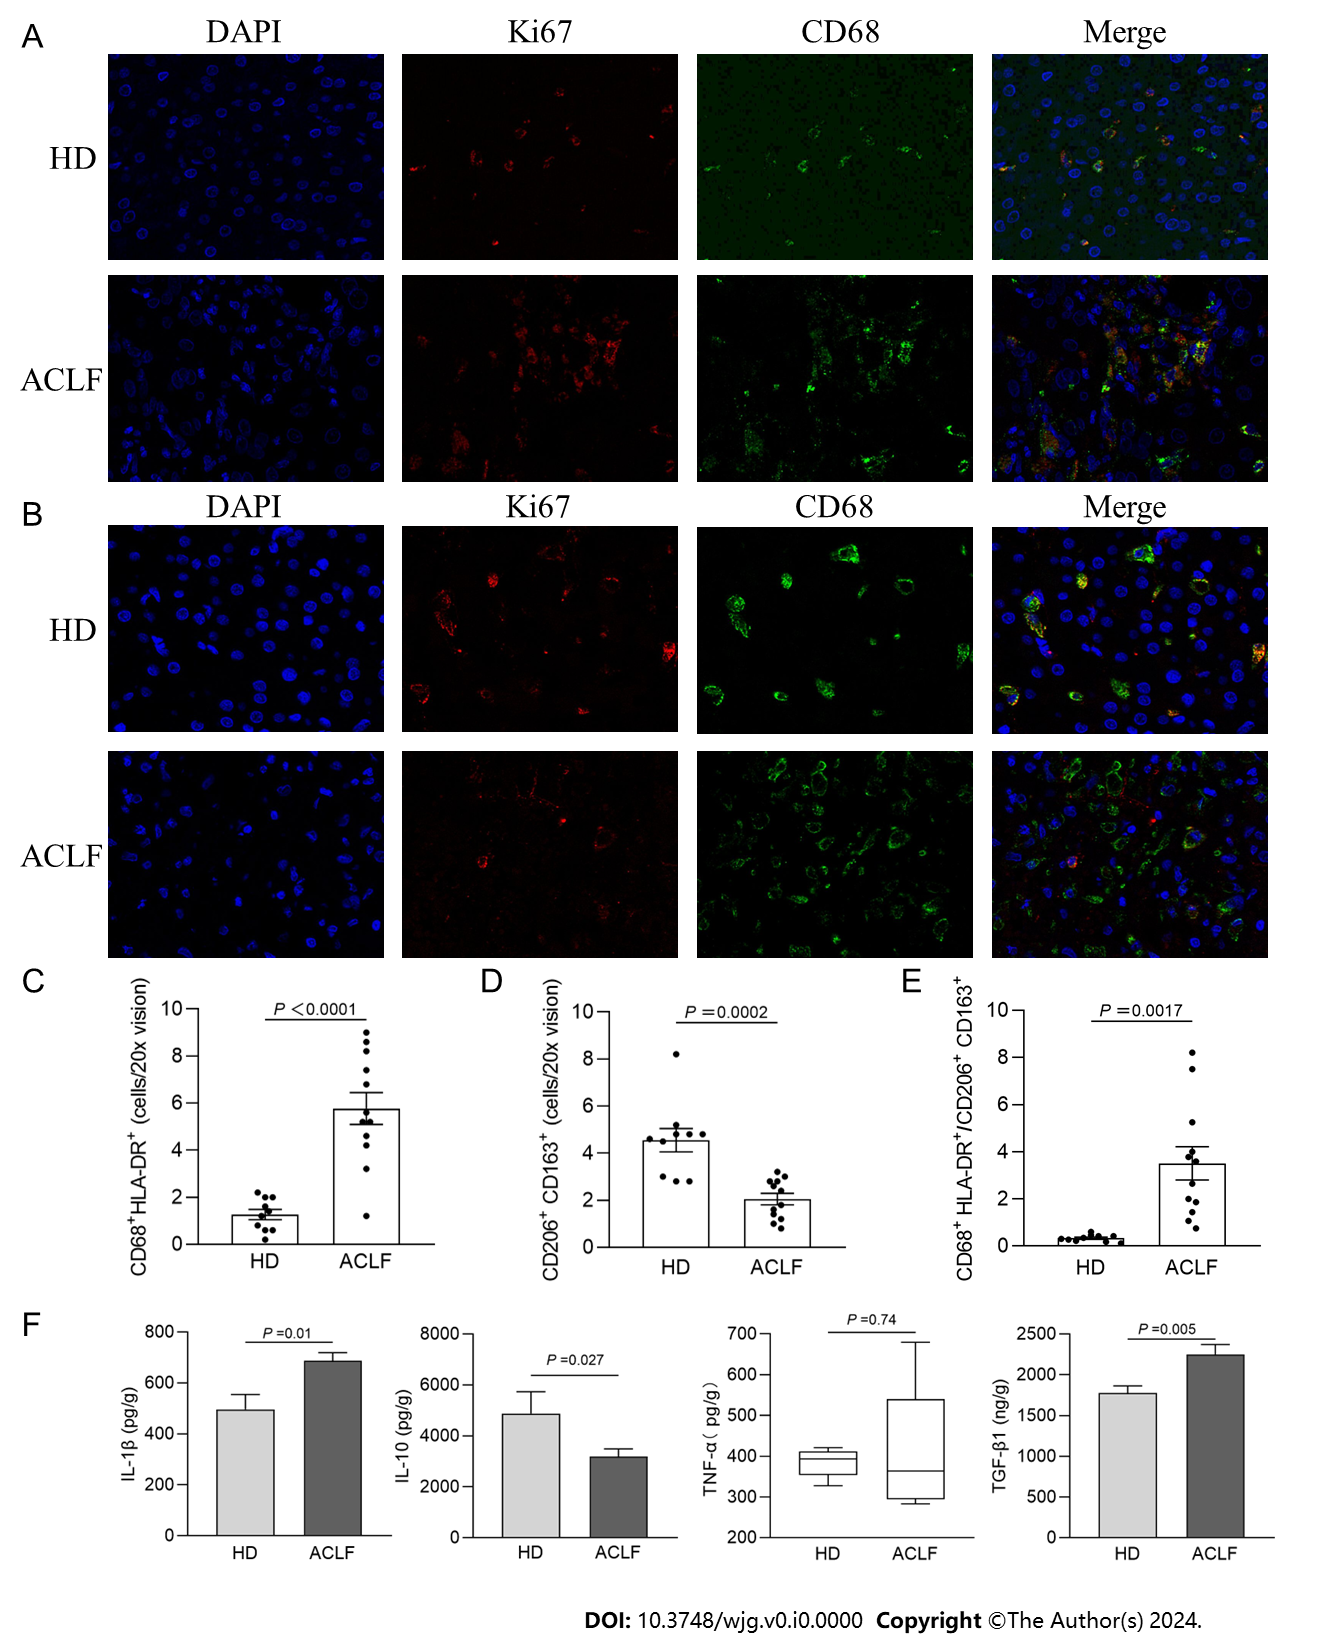 A
DAPI Ki67 CD68 Merge
HD
ACLF
B
DAPI Ki67 CD68 Merge
HD
ACLF
C
CD68+HLA-DR+ (cells/20x vision)
10
8
6
4
2
0
P <0.0001
HD ACLF
D
CD206+ CD163+ (cells/20x vision)
10
8
6
4
2
0
P =0.0002
HD ACLF
E
CD68+ HLA-DR+/CD206+ CD163+
10
8
6
4
2
0
P =0.0017
HD ACLF
F
IL-1β (pg/g)
800
600
400
200
0
P =0.01
HD ACLF
IL-10 (pg/g)
8000
6000
4000
2000
0
P =0.027
HD ACLF
TNF-α( pg/g)
700
600
500
400
300
200
P =0.74
HD ACLF
TGF-β1 (ng/g)
2500
2000
1500
1000
500
0
P =0.005
HD ACLF
DOI: 10.3748/wjg.v0.i0.0000 Copyright ©The Author(s) 2024.